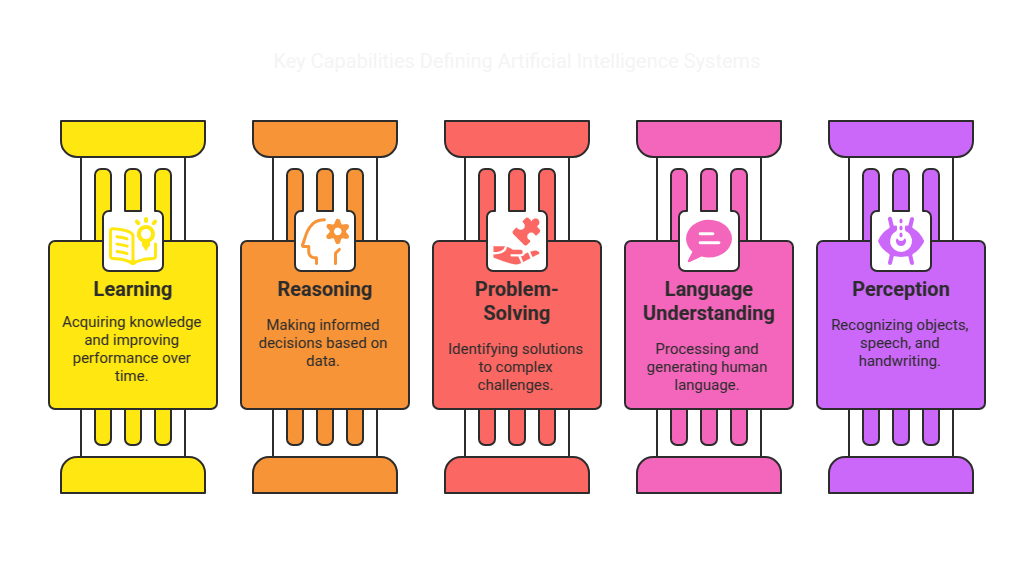 Key Capabilities Defining Artificial Intelligence Systems
Learning
Acquiring knowledge
and improving
performance over
time.
Reasoning
Making informed
decisions based on
data.
Problem-
Solving
Identifying solutions
to complex
challenges.
Language
Understanding
Processing and
generating human
language.
Perception
Recognizing objects,
speech, and
handwriting.